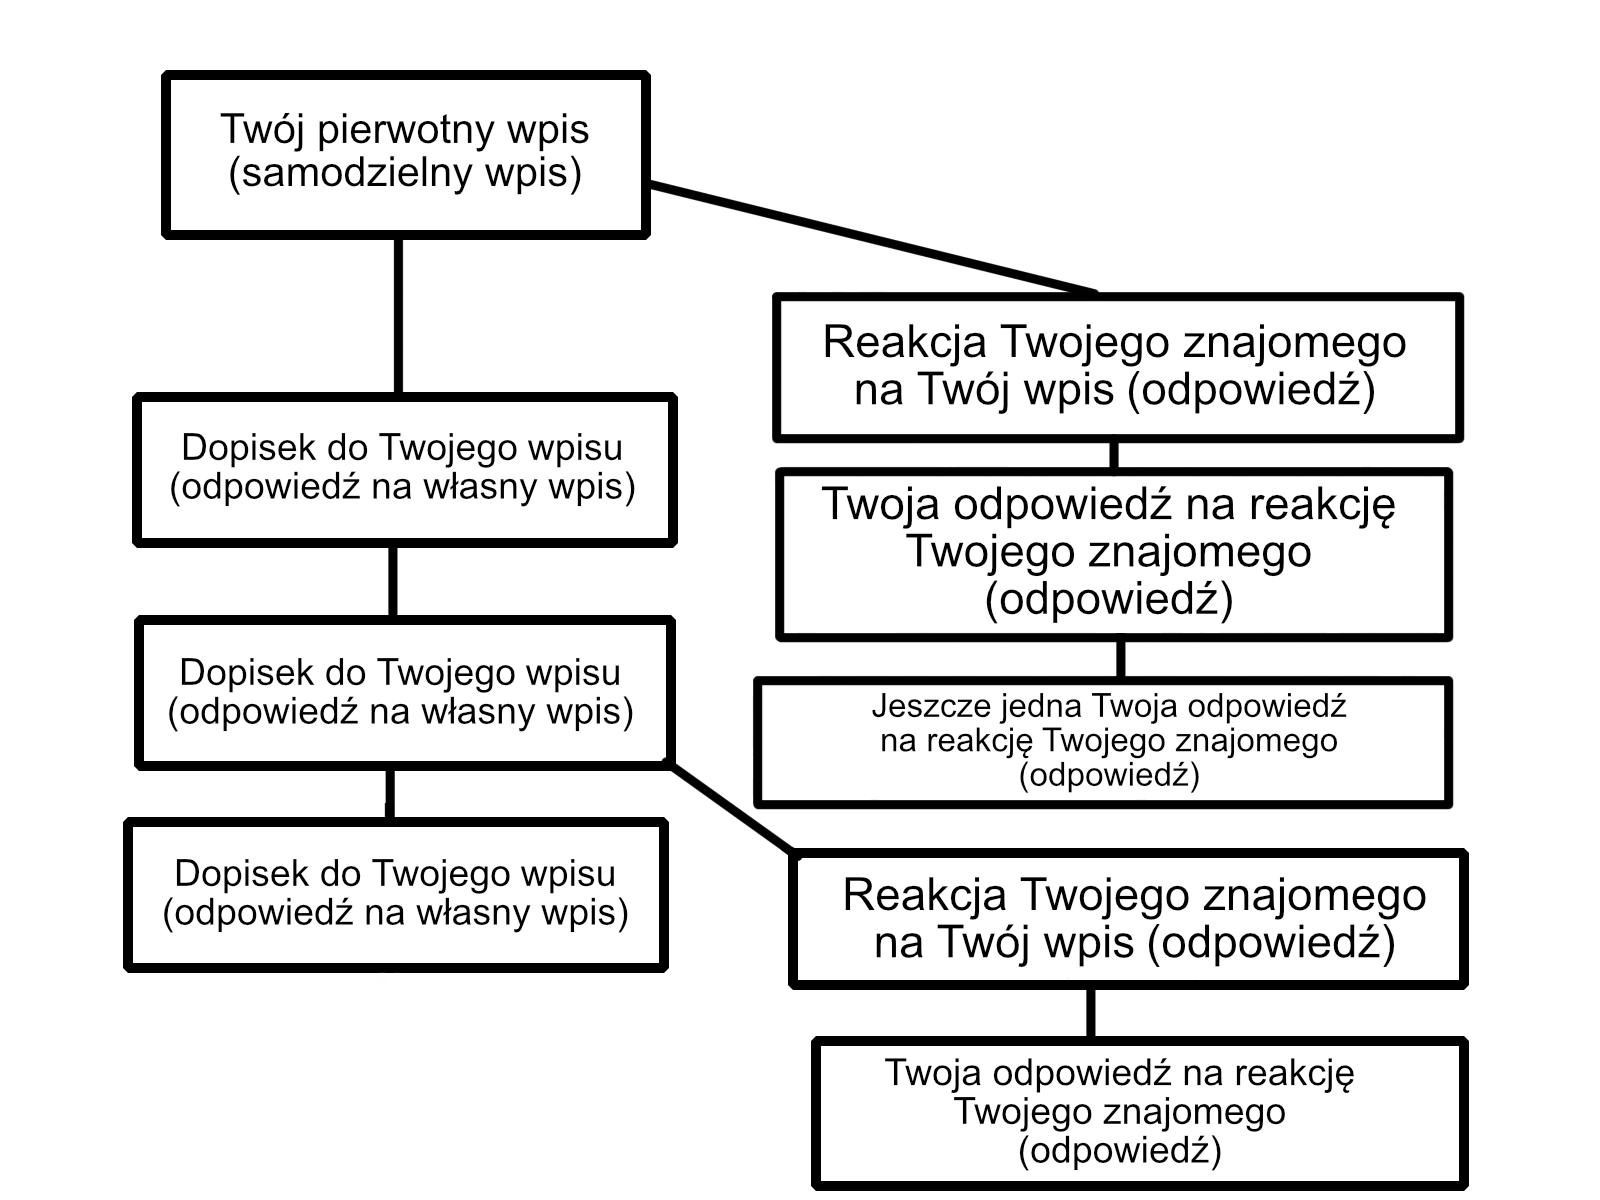 Twój pierwotny wpis
(samodzielny wpis)
Reakcja Twojego znajomego
na Twój wpis (odpowiedź)
Dopisek do Twojego wpisu
(odpowiedź na własny wpis)
Twoja odpowiedź na reakcję
Twojego znajomego
(odpowiedź)
Dopisek do Twojego wpisu
(odpowiedź na własny wpis)
Jeszcze jedna Twoja odpowiedź
na reakcję Twojego znajomego
(odpowiedź)
Dopisek do Twojego wpisu
(odpowiedź na własny wpis)
Reakcja Twojego znajomego
na Twój wpis (odpowiedź)
Twoja odpowiedź na reakcję
Twojego znajomego
(odpowiedź)